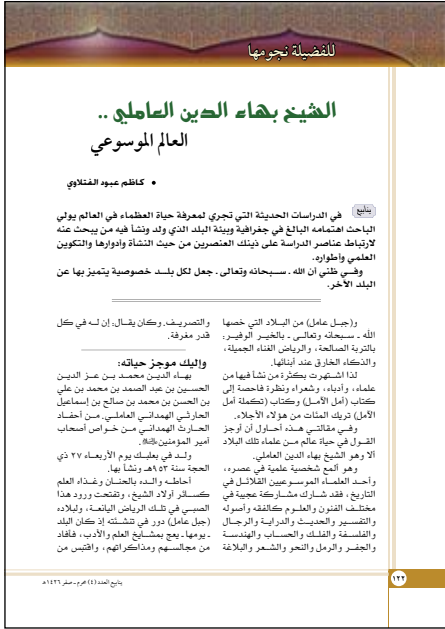 للفضيلة نجومها
الشيخ بهاء الدين العاملي ..
العالم الموسوعي
• كاظم عبود الفتلاوي
ينابيع
في الدراسات الحديثة التي تجري لمعرفة حياة العظماء في العالم يولي
الباحث اهتمامه البالغ في جغرافية وبيئة البلد الذي ولد ونشأ فيه من يبحث عنه
لارتباط عناصر الدراسة على ذينك العنصرين من حيث النشأة وأدوارها والتكوين
العلمي وأطواره.
وفي ظني أن الله ـ سبحانه وتعالى ـ جعل لكل بلد خصوصية يتميز بها عن
البلد الآخر.
و(جبل عامل) من البلاد التي خصها
الله ـ سبحانه وتعالى ـ بالخير الوفير:
بالتربة الصالحة، والرياض الغناء الجميلة،
والذكاء الخارق عند أبنائها.
لذا اشتهرت بكثرة من نشأ فيها من
علماء، وأدباء، وشعراء ونظرة فاحصة إلى
كتاب (أمل الآمل) وكتاب (تكملة أمل
الآمل) تريك المئات من هؤلاء الأجلاء.
وفي مقالتي هذه أحاول أن أوجز
القول في حياة عالم من علماء تلك البلاد
ألا وهو الشيخ بهاء الدين العاملي.
وهو ألمع شخصية علمية في عصره،
وأحد العلماء الموسوعيين القلائل في
التاريخ، فقد شارك مشاركة عجيبة في
مختلف الفنون والعلوم كالفقه وأصوله
والتفسير والحديث والدراية والرجال
والفلسفة والفلك والحساب والهندسة
والجفر والرمل والنحو والشعر والبلاغة
والتصريف. وكان يقال: إن له في كل
قدر مغرفة.
وإليك موجز حياته:
بهاء الدين محمد بن عز الدين
الحسين بن عبد الصمد بن محمد بن علي
بن الحسن بن محمد بن صالح بن إسماعيل
الحارثي الهمداني العاملي. من أحفاد
الحارث الهمداني من خواص أصحاب
أمير المؤمنين
ولد في بعلبك يوم الأربعاء ٢٧ ذي
الحجة سنة ٩٥٣هـ ونشأ بها.
أحاطه والده بالحنان وغذاه العلم
كسائر أولاد الشيخ، وتفتحت ورود هذا
الصبي في تلك الرياض اليانعة، ولبلاده
(جبل عامل) دور في تنشئته إذ كان البلد
ـ يومها ـ يعج بمشايخ العلم والأدب، فأفاد
من مجالسهم ومذاكراتهم، واقتبس من
ينابيع العدد (٤) محرم ـ صفر ١٤٢٦هـ
١٢٢